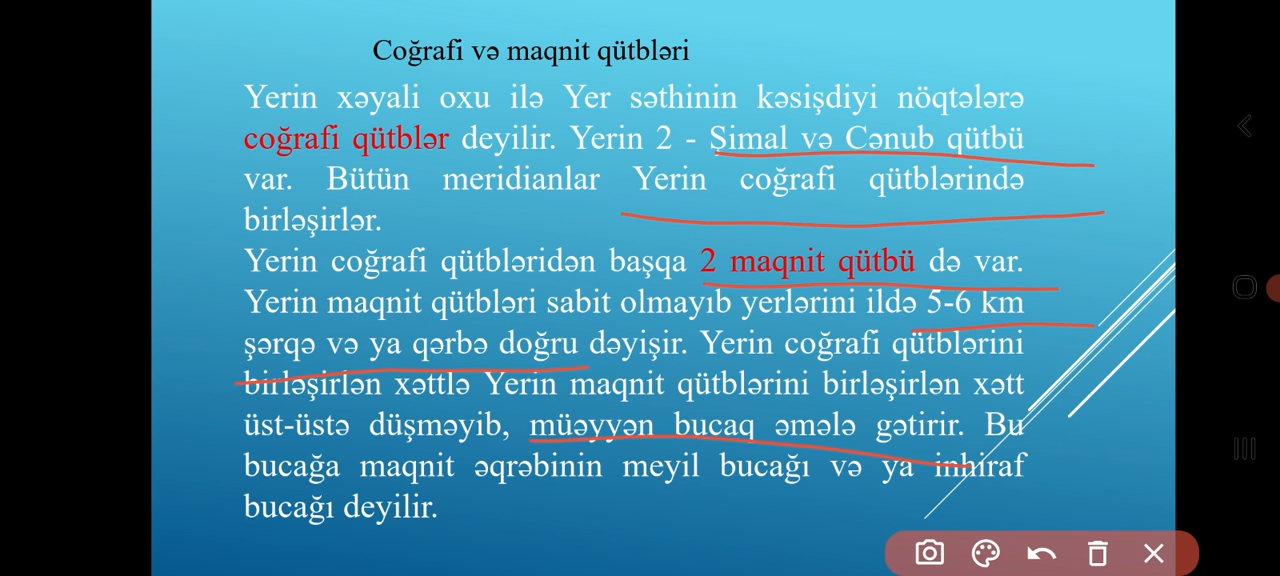 Coğrafi və maqnit qütbləri
Yerin xəyali oxu ilə Yer səthinin kəsişdiyi nöqtələrə
coğrafi qütblər deyilir. Yerin 2 - Şimal və Cənub qütbü
var. Bütün meridianlar Yerin coğrafi qütblərində
birləşirlər.
Yerin coğrafi qütbləridən başqa 2 maqnit qütbü də var.
Yerin maqnit qütbləri sabit olmayıb yerlərini ildə 5-6 km
şərqə və ya qərbə doğru dəyişir. Yerin coğrafi qütblərini
birləşirlən xəttlə Yerin maqnit qütblərini birləşirlən xətt
üst-üstə düşməyib, müəyyən bucaq əmələ gətirir. Bu
bucağa maqnit əqrəbinin meyil bucağı və ya inhiraf
bucağı deyilir.